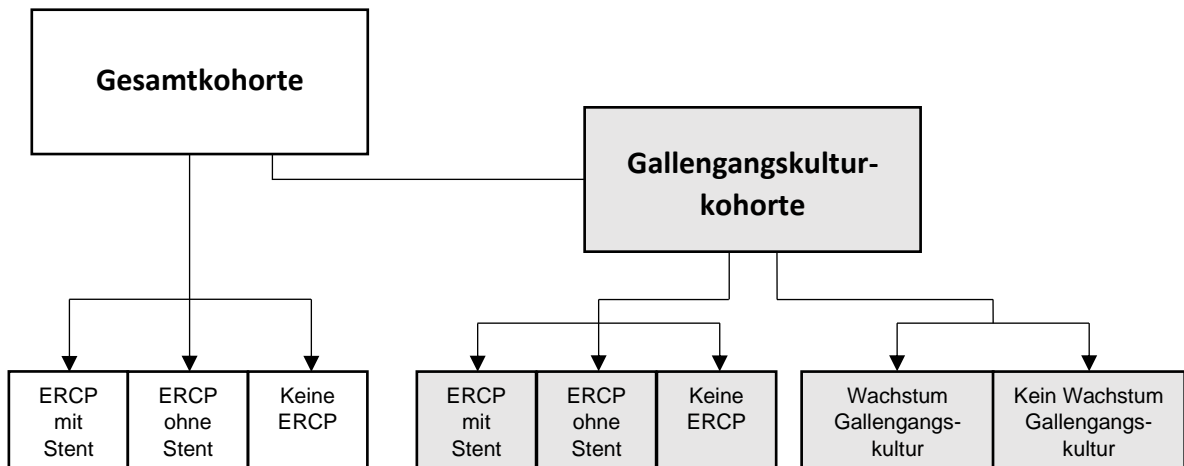 Gesamtkohorte
Gallengangskultur-
kohorte
ERCP
mit
Stent
ERCP
ohne
Stent
Keine
ERCP
ERCP
mit
Stent
ERCP
ohne
Stent
Keine
ERCP
Wachstum
Gallengangs-
kultur
Kein Wachstum
Gallengangs-
kultur